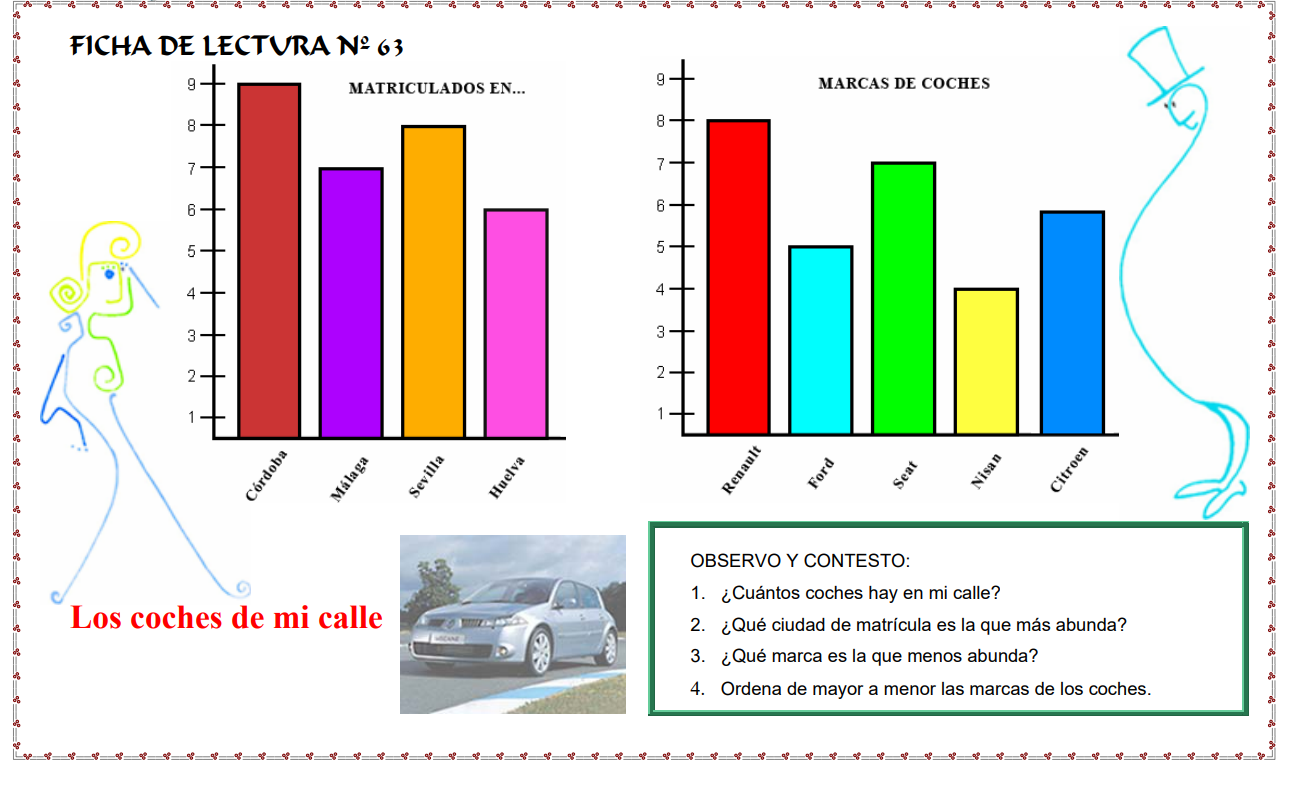 FICHA DE LECTURA Nº 63
MATRICULADOS EN...
9
8
7
6
5
4
3
2
1
Córdoba
Málaga
Sevilla
Huelva
MARCAS DE COCHES
9
8
7
6
5
4
3
2
1
Renault
Ford
Seat
Nisan
Citroen
Los coches de mi calle
MEGANE
OBSERVO Y CONTESTO:
1. ¿Cuántos coches hay en mi calle?
2. ¿Qué ciudad de matrícula es la que más abunda?
3. ¿Qué marca es la que menos abunda?
4. Ordena de mayor a menor las marcas de los coches.